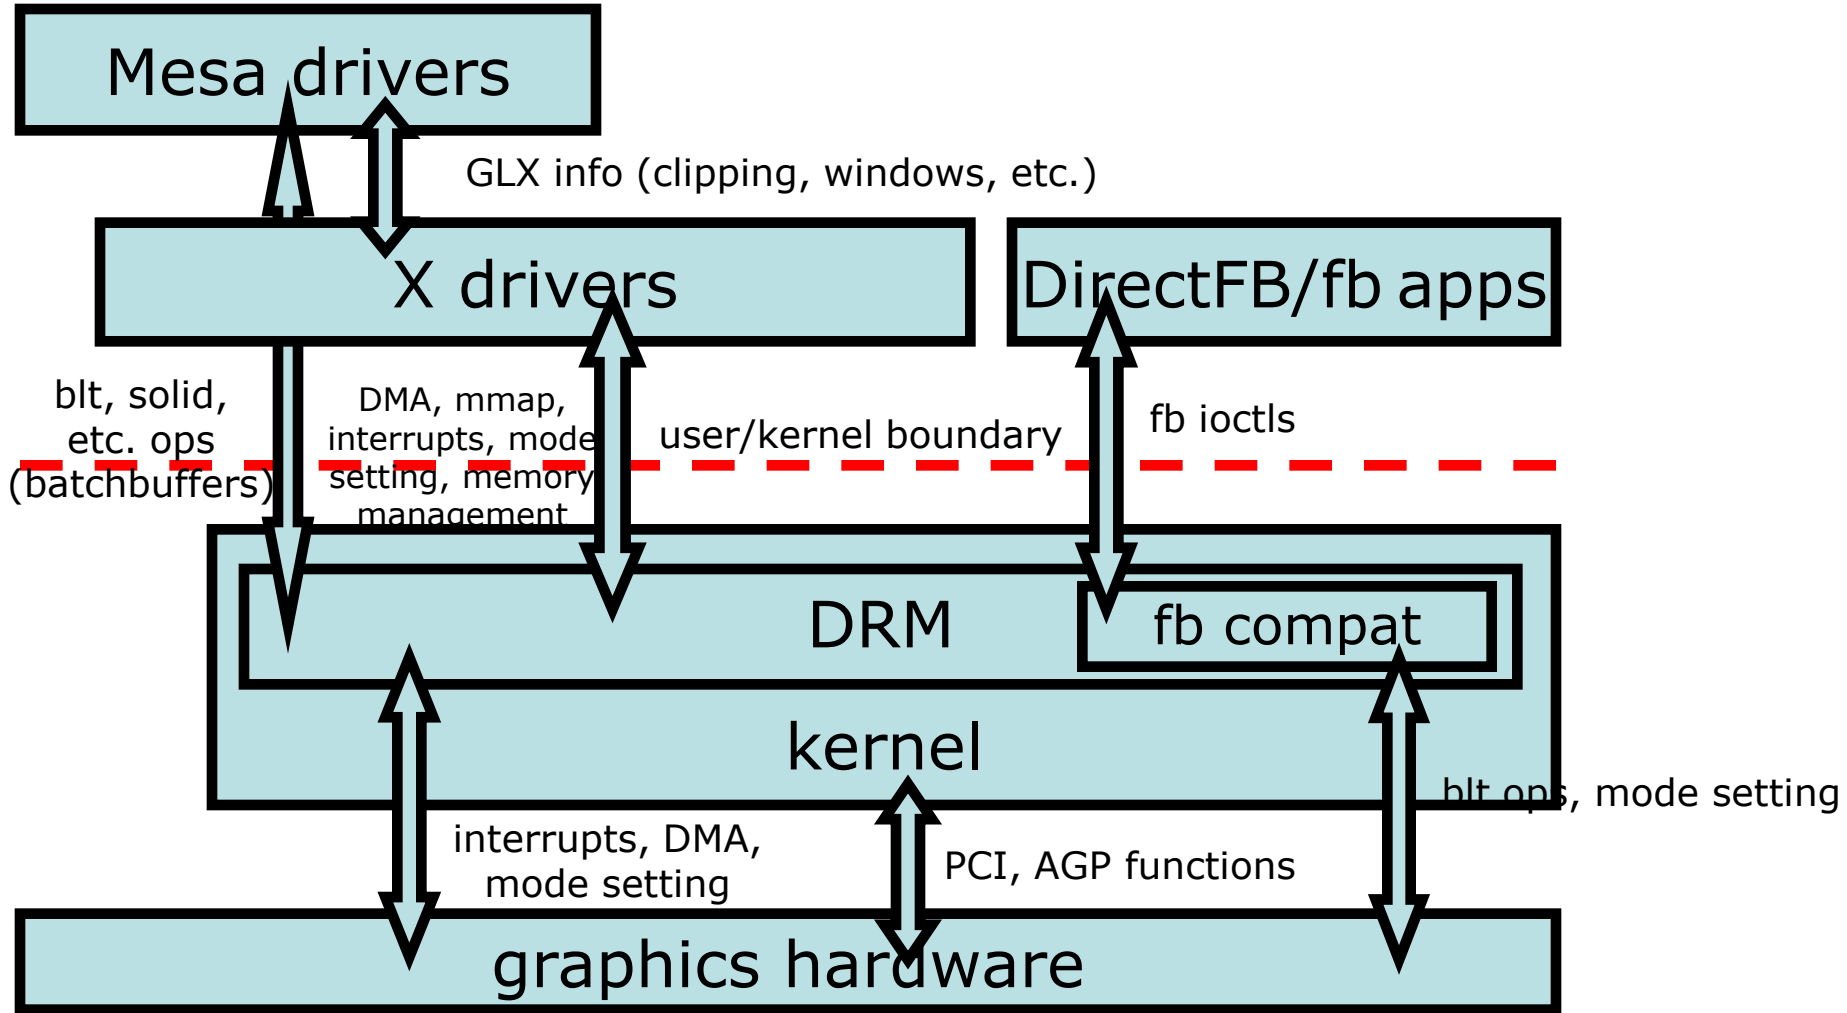 Mesa drivers
GLX info (clipping, windows, etc.)
X drivers
DirectFB/fb apps
blt, solid,
etc. ops
(batchbuffers)
DMA, mmap,
interrupts, mode
setting, memory
management
user/kernel boundary
fb ioctls
DRM
fb compat
kernel
blt ops, mode setting
interrupts, DMA,
mode setting
PCI, AGP functions
graphics hardware